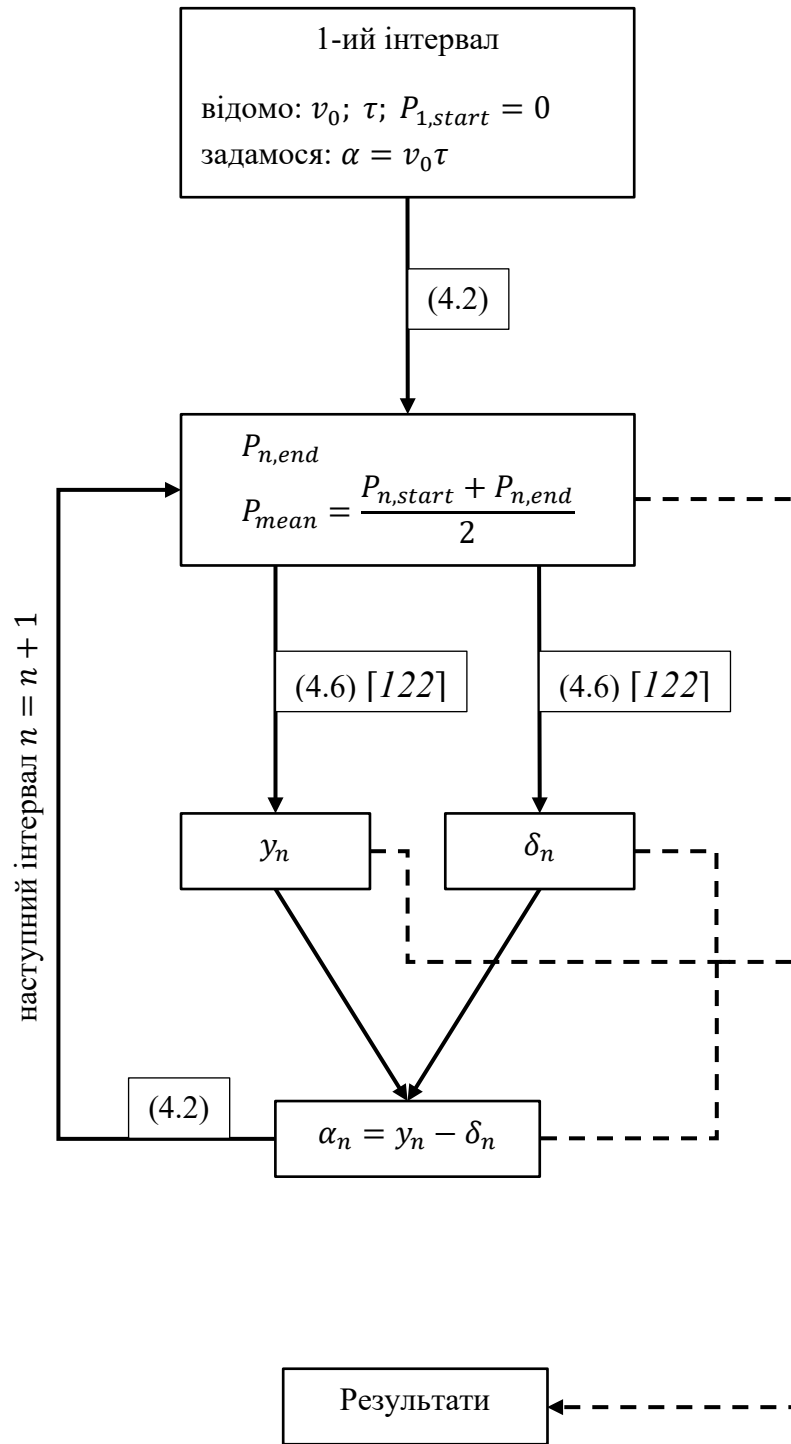 1-ий інтервал
відомо: v₀; τ; P₁,start = 0
задамося: α = v₀τ
(4.2)
Pn,end
Pmean = (Pn,start + Pn,end) / 2
наступний інтервал n = n + 1
(4.6) ⌈122⌉ (4.6) ⌈122⌉
yₙ δₙ
(4.2)
αₙ = yₙ − δₙ
Результати